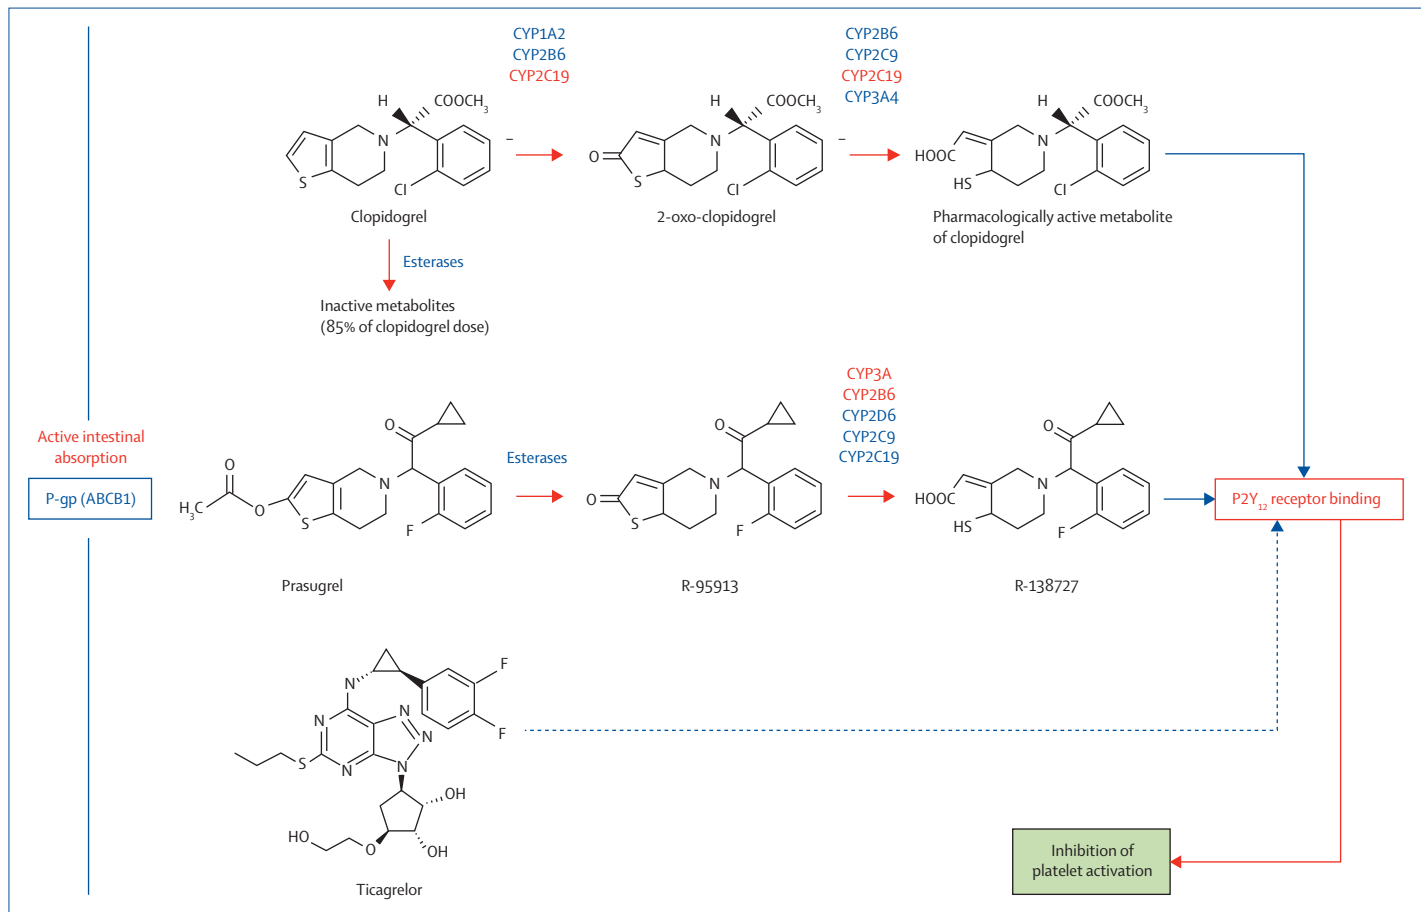 CYP1A2
CYP2B6
CYP2C19
CYP2B6
CYP2C9
CYP2C19
CYP3A4
H
COOCH3
N
S
Cl
–
Clopidogrel
H
COOCH3
N
O
S
Cl
–
2-oxo-clopidogrel
H
COOCH3
N
HOOC
HS
Cl
Pharmacologically active metabolite
of clopidogrel
Esterases
Inactive metabolites
(85% of clopidogrel dose)
Active intestinal
absorption
P-gp (ABCB1)
O
H3C
O
S
N
O
F
Prasugrel
Esterases
O
N
O
S
F
R-95913
CYP3A
CYP2B6
CYP2D6
CYP2C9
CYP2C19
O
N
HOOC
HS
F
R-138727
P2Y12 receptor binding
F
F
N
N
N
N
N
N
S
OH
OH
O
HO
Ticagrelor
Inhibition of
platelet activation